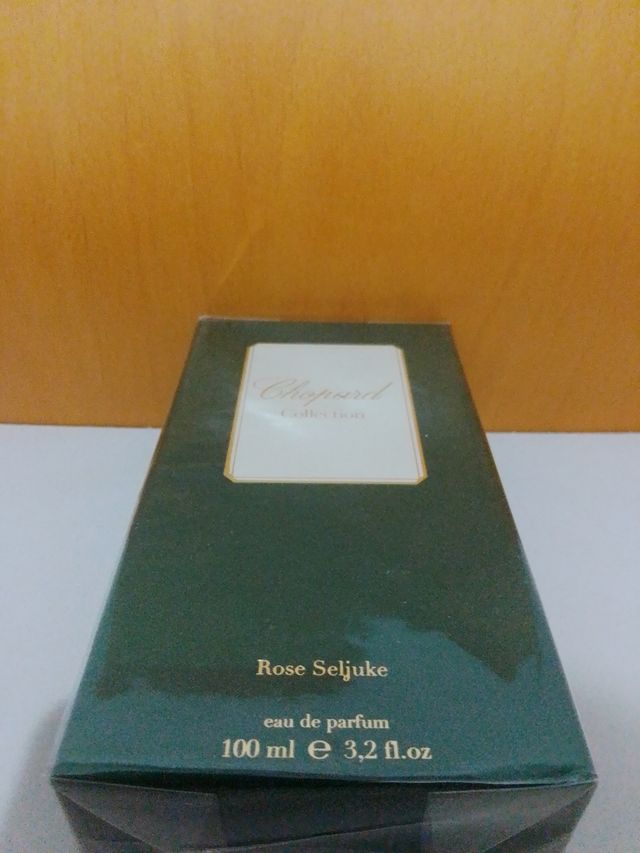 Chopard
Collection
Rose Seljuke
eau de parfum
100 ml ℮ 3,2 fl.oz